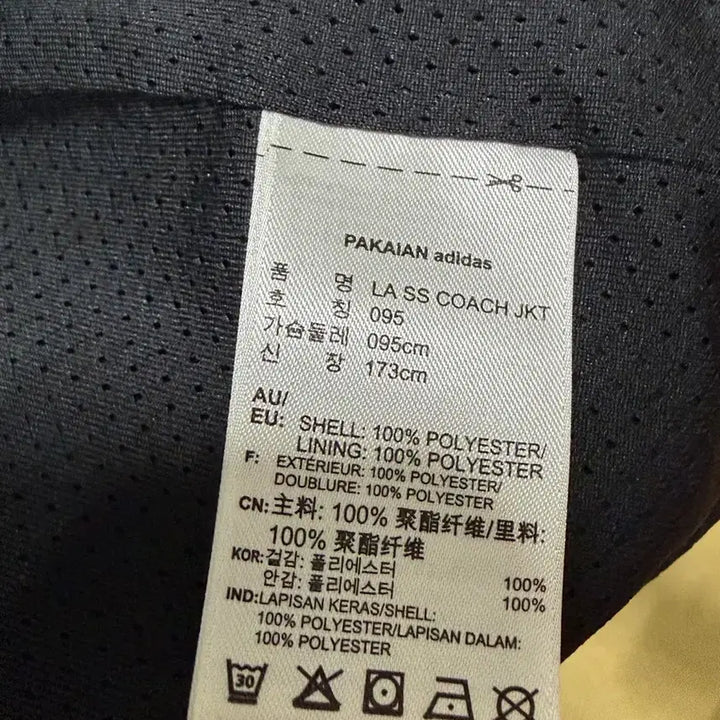 PAKAIAN adidas
품 명 LA SS COACH JKT
호 칭 095
가슴둘레 095cm
신 장 173cm
AU/
EU: SHELL: 100% POLYESTER/
LINING: 100% POLYESTER
F: EXTÉRIEUR: 100% POLYESTER/
DOUBLURE: 100% POLYESTER
CN: 主料: 100% 聚酯纤维/里料:
100% 聚酯纤维
KOR: 겉감: 폴리에스터 100%
안감: 폴리에스터 100%
IND: LAPISAN KERAS/SHELL:
100% POLYESTER/LAPISAN DALAM:
100% POLYESTER
30